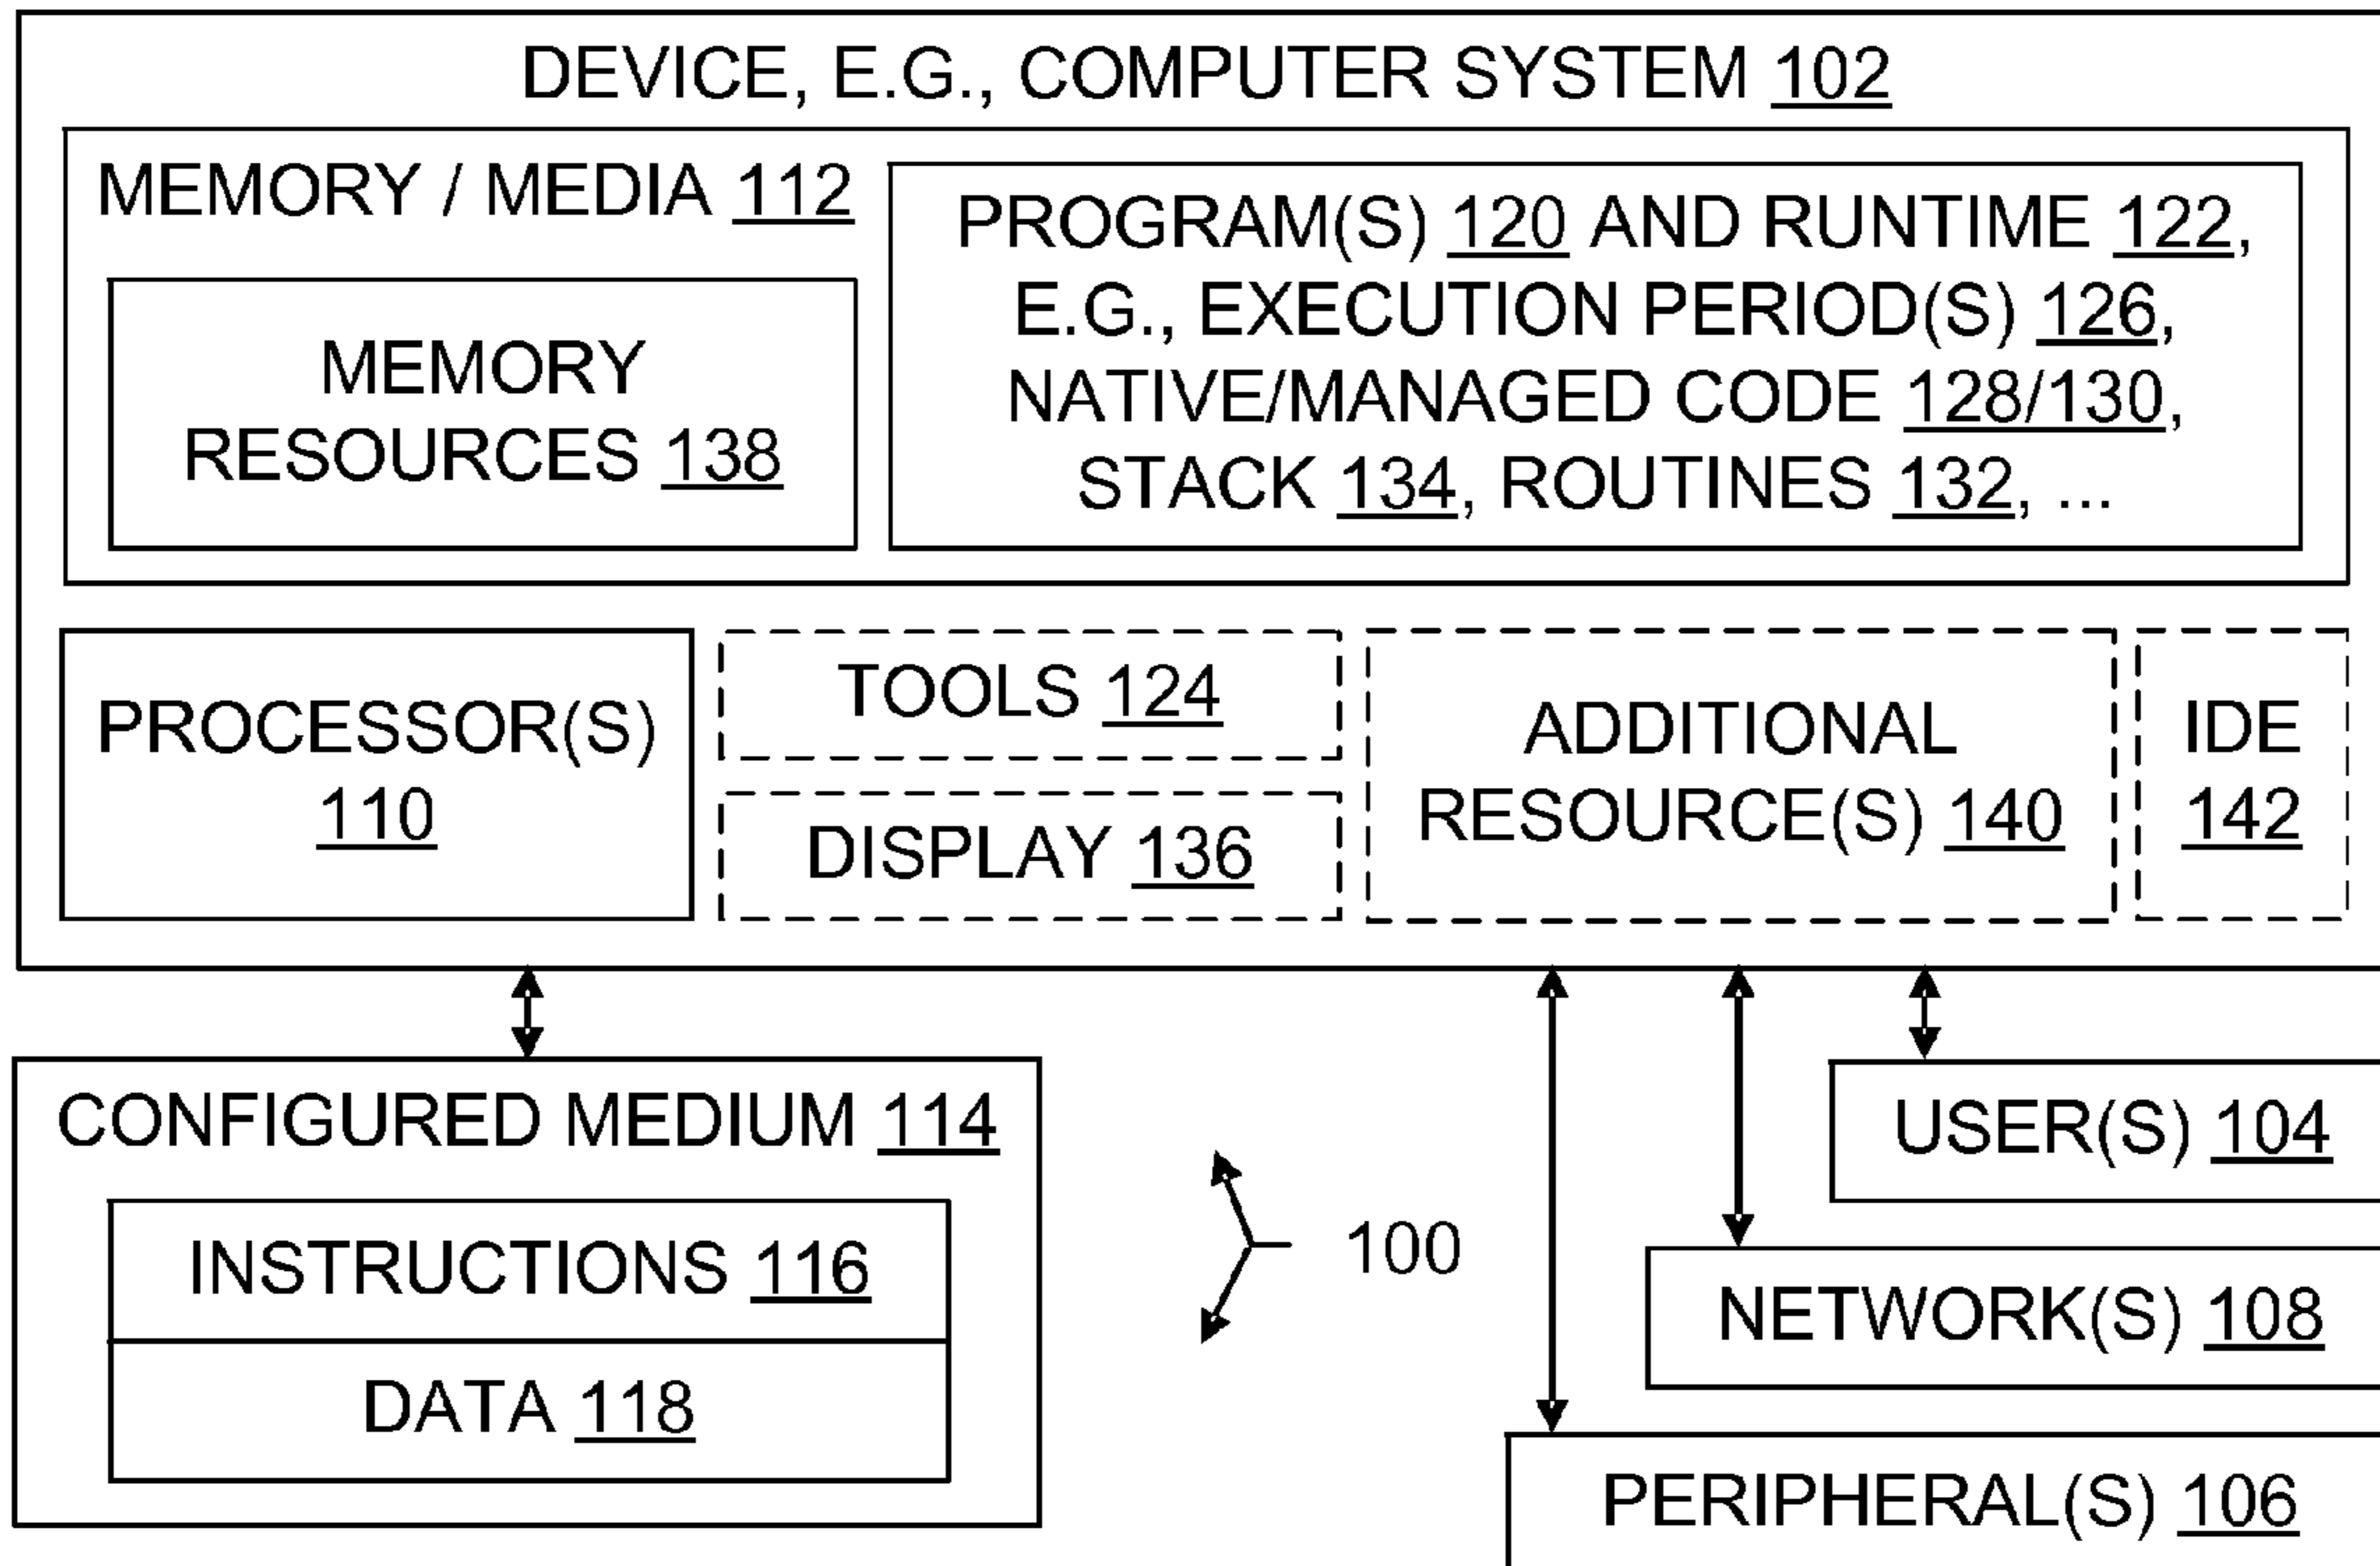 DEVICE, E.G., COMPUTER SYSTEM 102
MEMORY / MEDIA 112
MEMORY
RESOURCES 138
PROGRAM(S) 120 AND RUNTIME 122,
E.G., EXECUTION PERIOD(S) 126,
NATIVE/MANAGED CODE 128/130,
STACK 134, ROUTINES 132, ...
PROCESSOR(S)
110
TOOLS 124
DISPLAY 136
ADDITIONAL
RESOURCE(S) 140
IDE
142
CONFIGURED MEDIUM 114
INSTRUCTIONS 116
DATA 118
100
USER(S) 104
NETWORK(S) 108
PERIPHERAL(S) 106